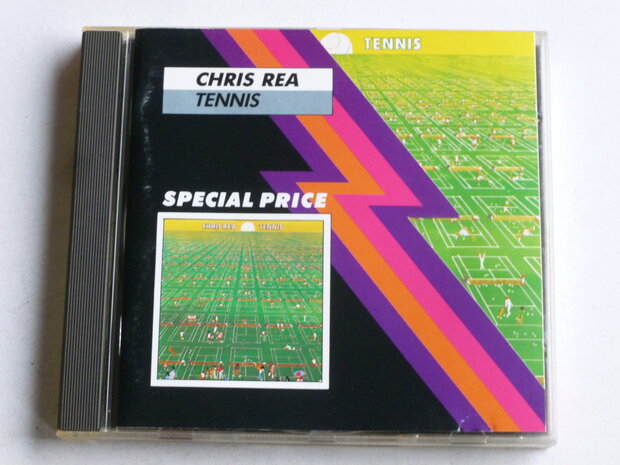 TENNIS
CHRIS REA
TENNIS
SPECIAL PRICE
CHRIS REA TENNIS